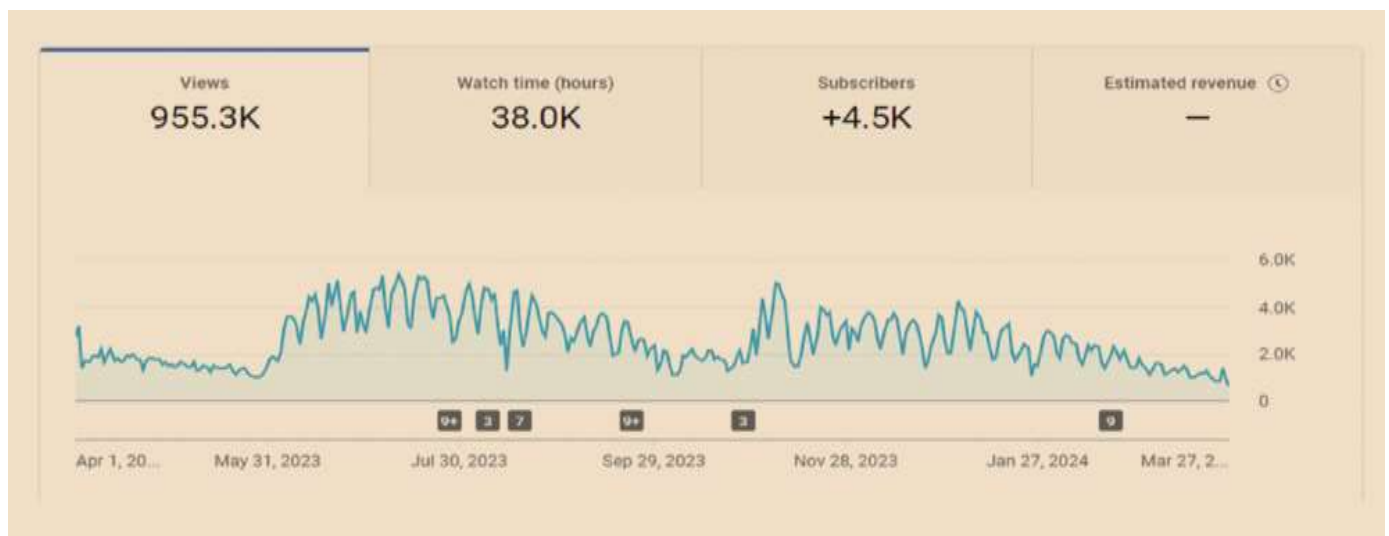 Views Watch time (hours) Subscribers Estimated revenue
955.3K 38.0K +4.5K —
6.0K
4.0K
2.0K
0
9+ 3 7 9+ 3 9
Apr 1, 20... May 31, 2023 Jul 30, 2023 Sep 29, 2023 Nov 28, 2023 Jan 27, 2024 Mar 27, 2...